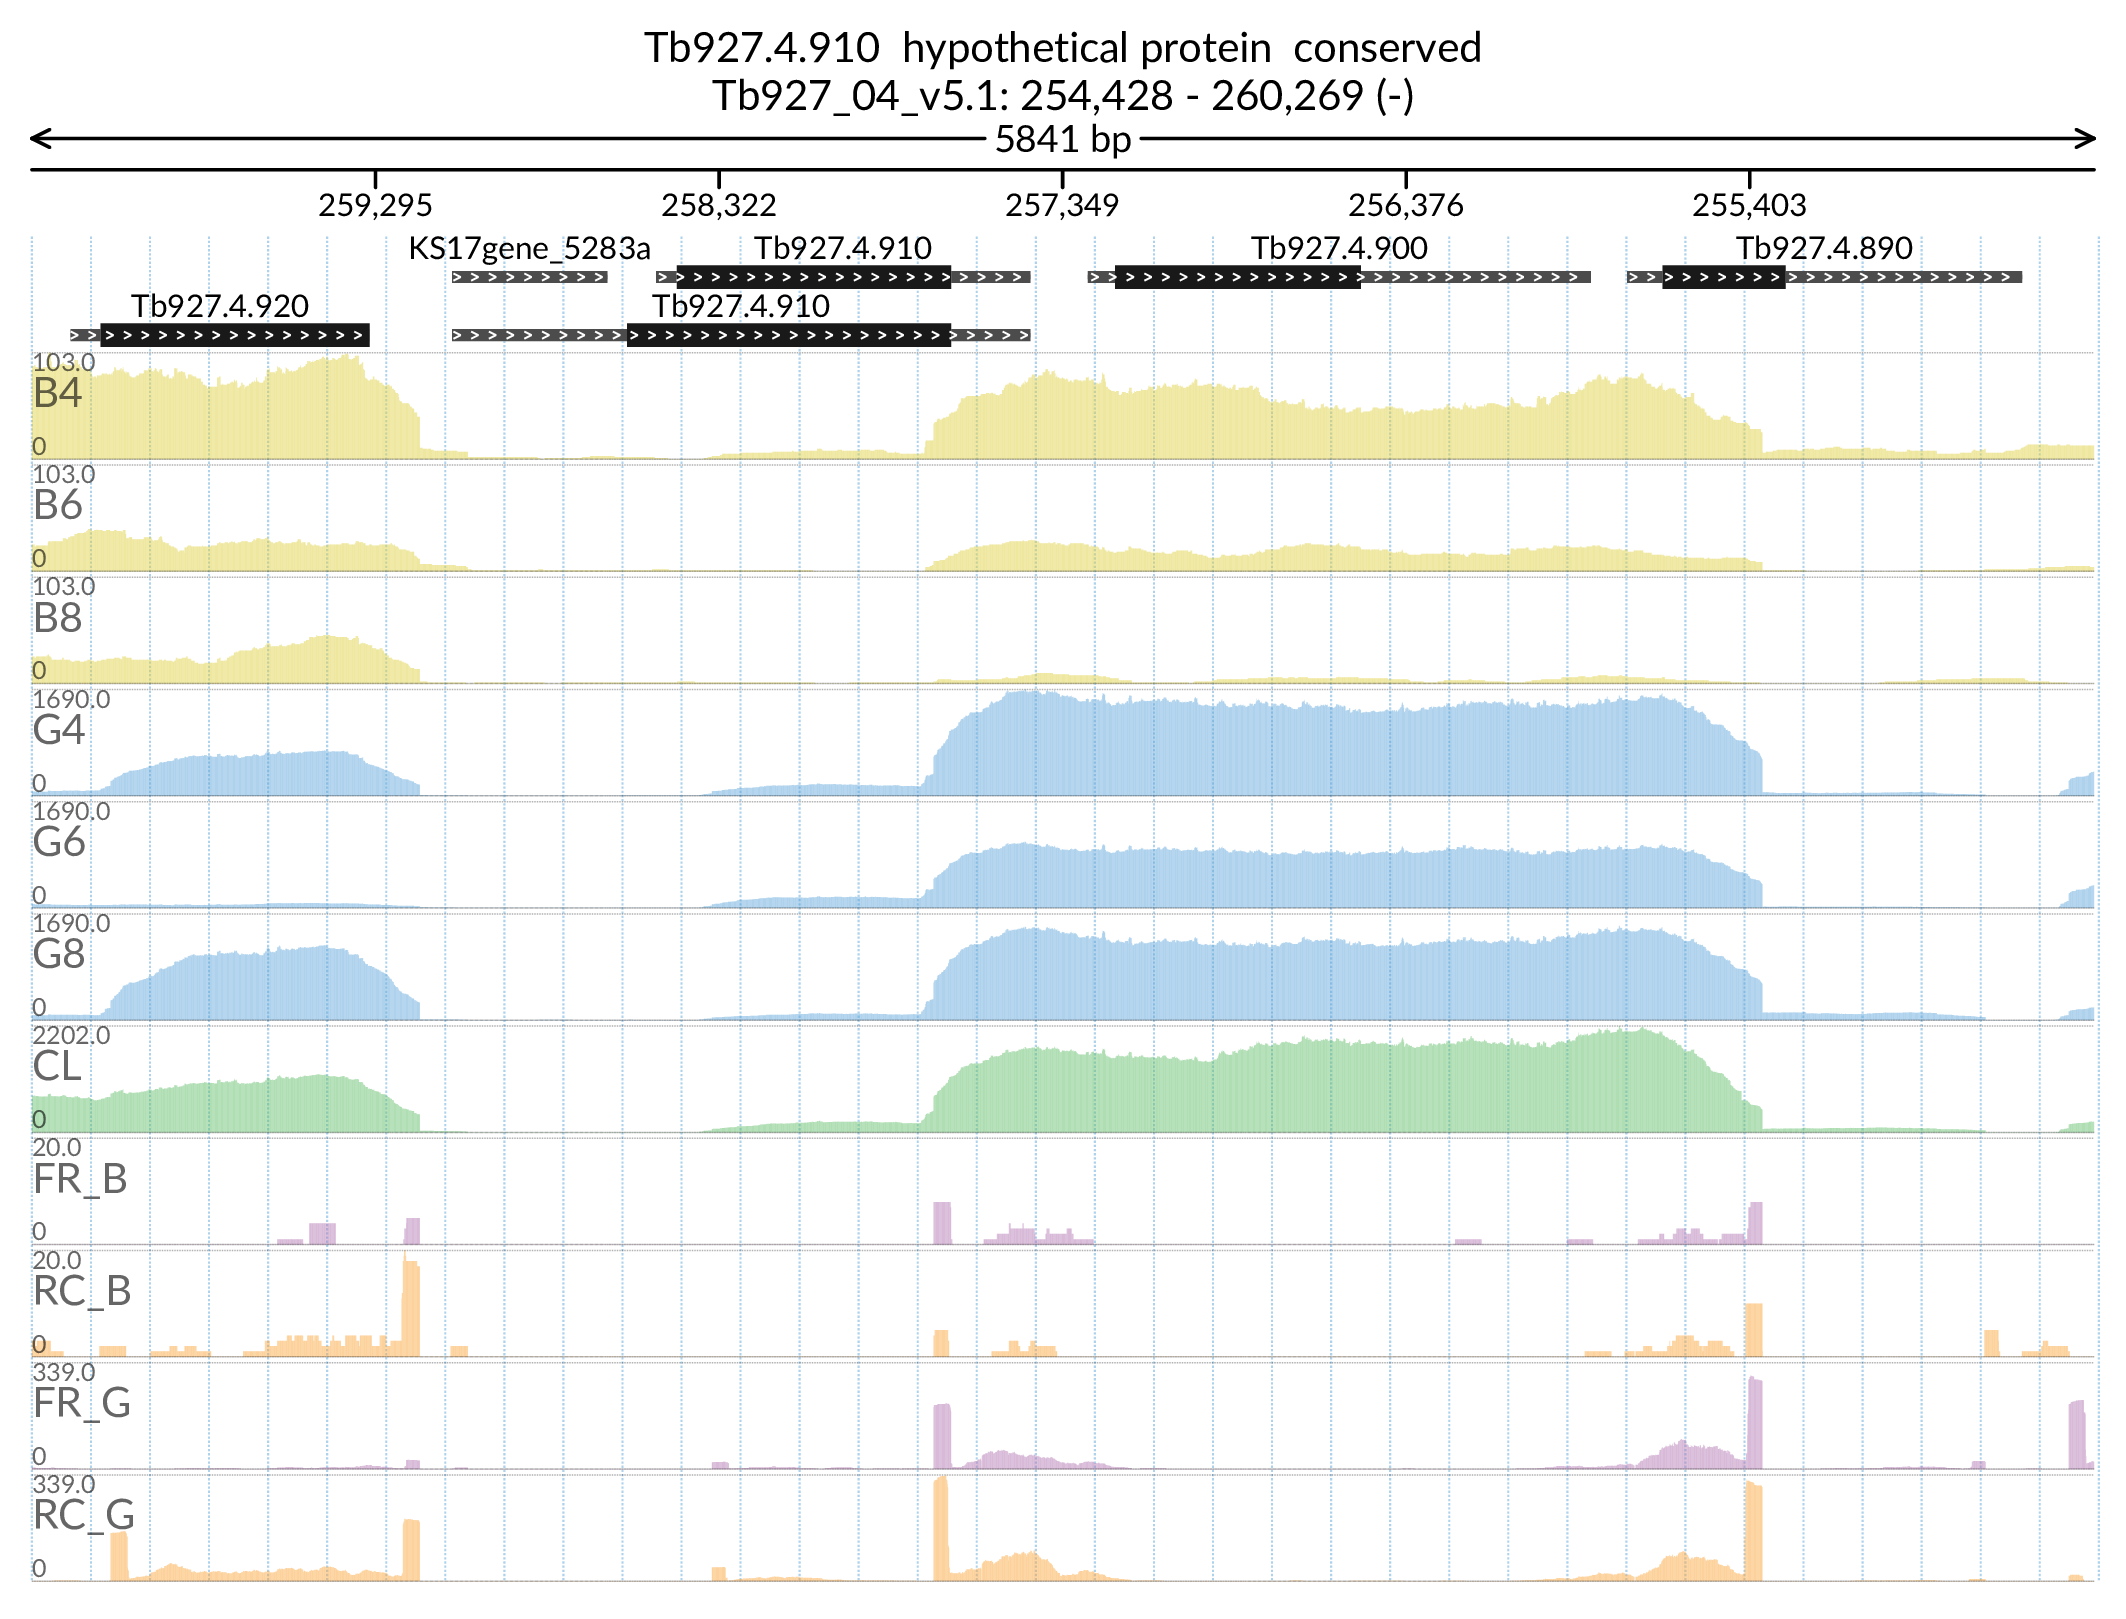 Tb927.4.910 hypothetical protein conserved
Tb927_04_v5.1: 254,428 - 260,269 (-)
5841 bp
259,295 258,322 257,349 256,376 255,403
KS17gene_5283a Tb927.4.910 Tb927.4.900 Tb927.4.890
Tb927.4.920 Tb927.4.910
103.0
B4
0
103.0
B6
0
103.0
B8
0
1690.0
G4
0
1690.0
G6
0
1690.0
G8
0
2202.0
CL
0
20.0
FR_B
0
20.0
RC_B
0
339.0
FR_G
0
339.0
RC_G
0